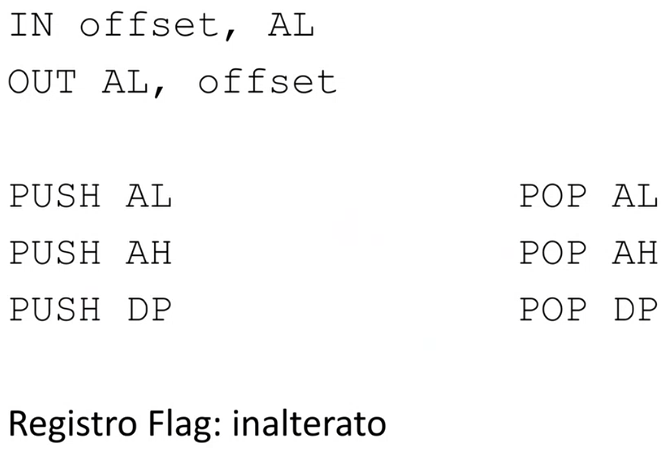 IN offset, AL
OUT AL, offset
PUSH AL POP AL
PUSH AH POP AH
PUSH DP POP DP
Registro Flag: inalterato